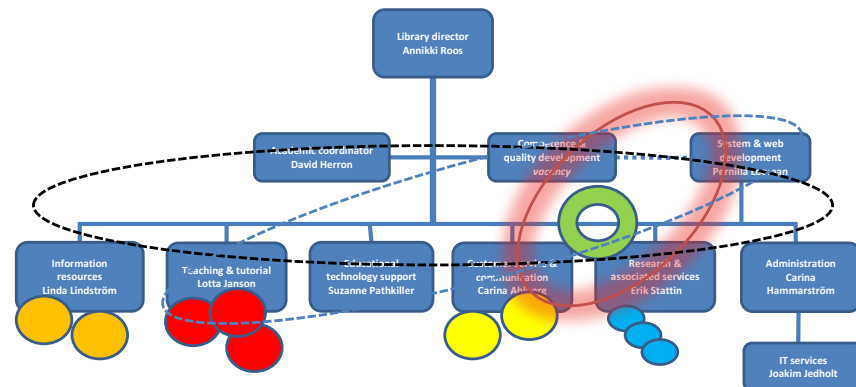 Library director
Annikki Roos
Academic coordinator
David Herron
Competence &
quality development
vacancy
System & web
development
Pernilla
Information
resources
Linda Lindström
Teaching & tutorial
Lotta Janson
Educational
technology support
Suzanne Pathkiller
&
communication
Carina
Research &
associated services
Erik Stattin
Administration
Carina
Hammarström
IT services
Joakim Jedholt